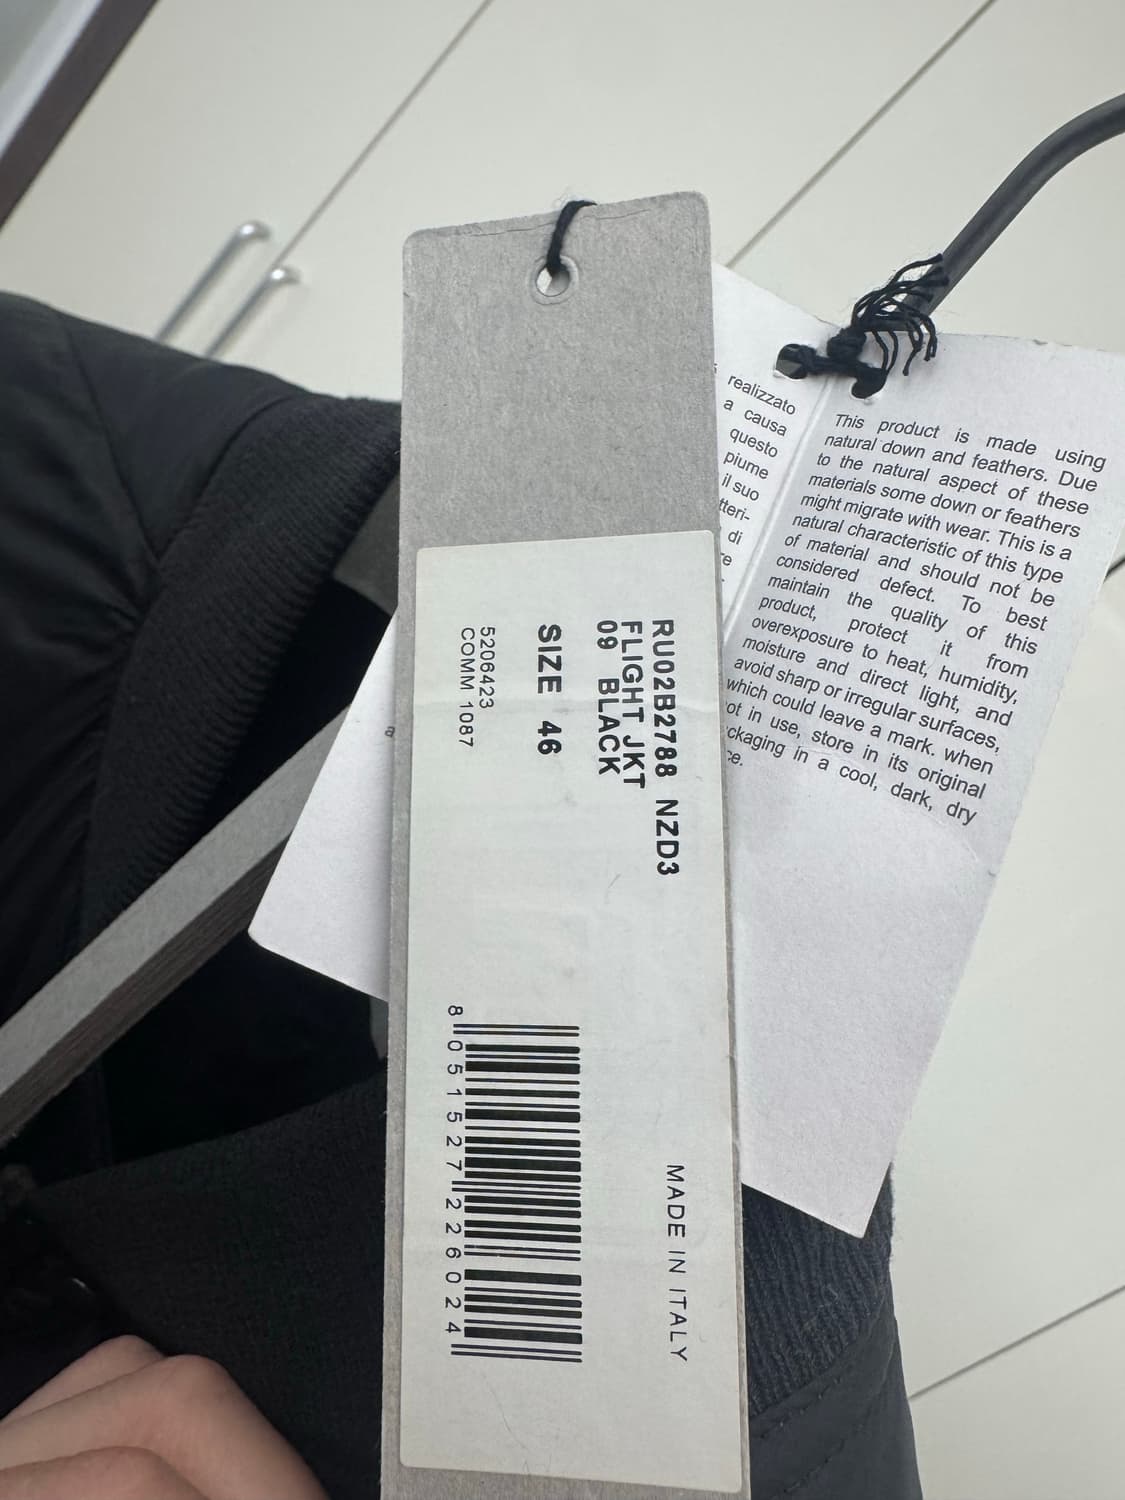 RU02B2788 NZD3
FLIGHT JKT
09 BLACK
SIZE 46
5206423
COMM 1087
MADE IN ITALY
8 051527 226024
realizzato
a causa
questo
piume
il suo
tteri-
di
This product is made using
natural down and feathers. Due
to the natural aspect of these
materials some down or feathers
might migrate with wear. This is a
natural characteristic of this type
of material and should not be
considered defect. To best
maintain the quality of this
product, protect it from
overexposure to heat, humidity,
moisture and direct light, and
avoid sharp or irregular surfaces,
which could leave a mark. when
ot in use, store in its original
ckaging in a cool, dark, dry
ce.